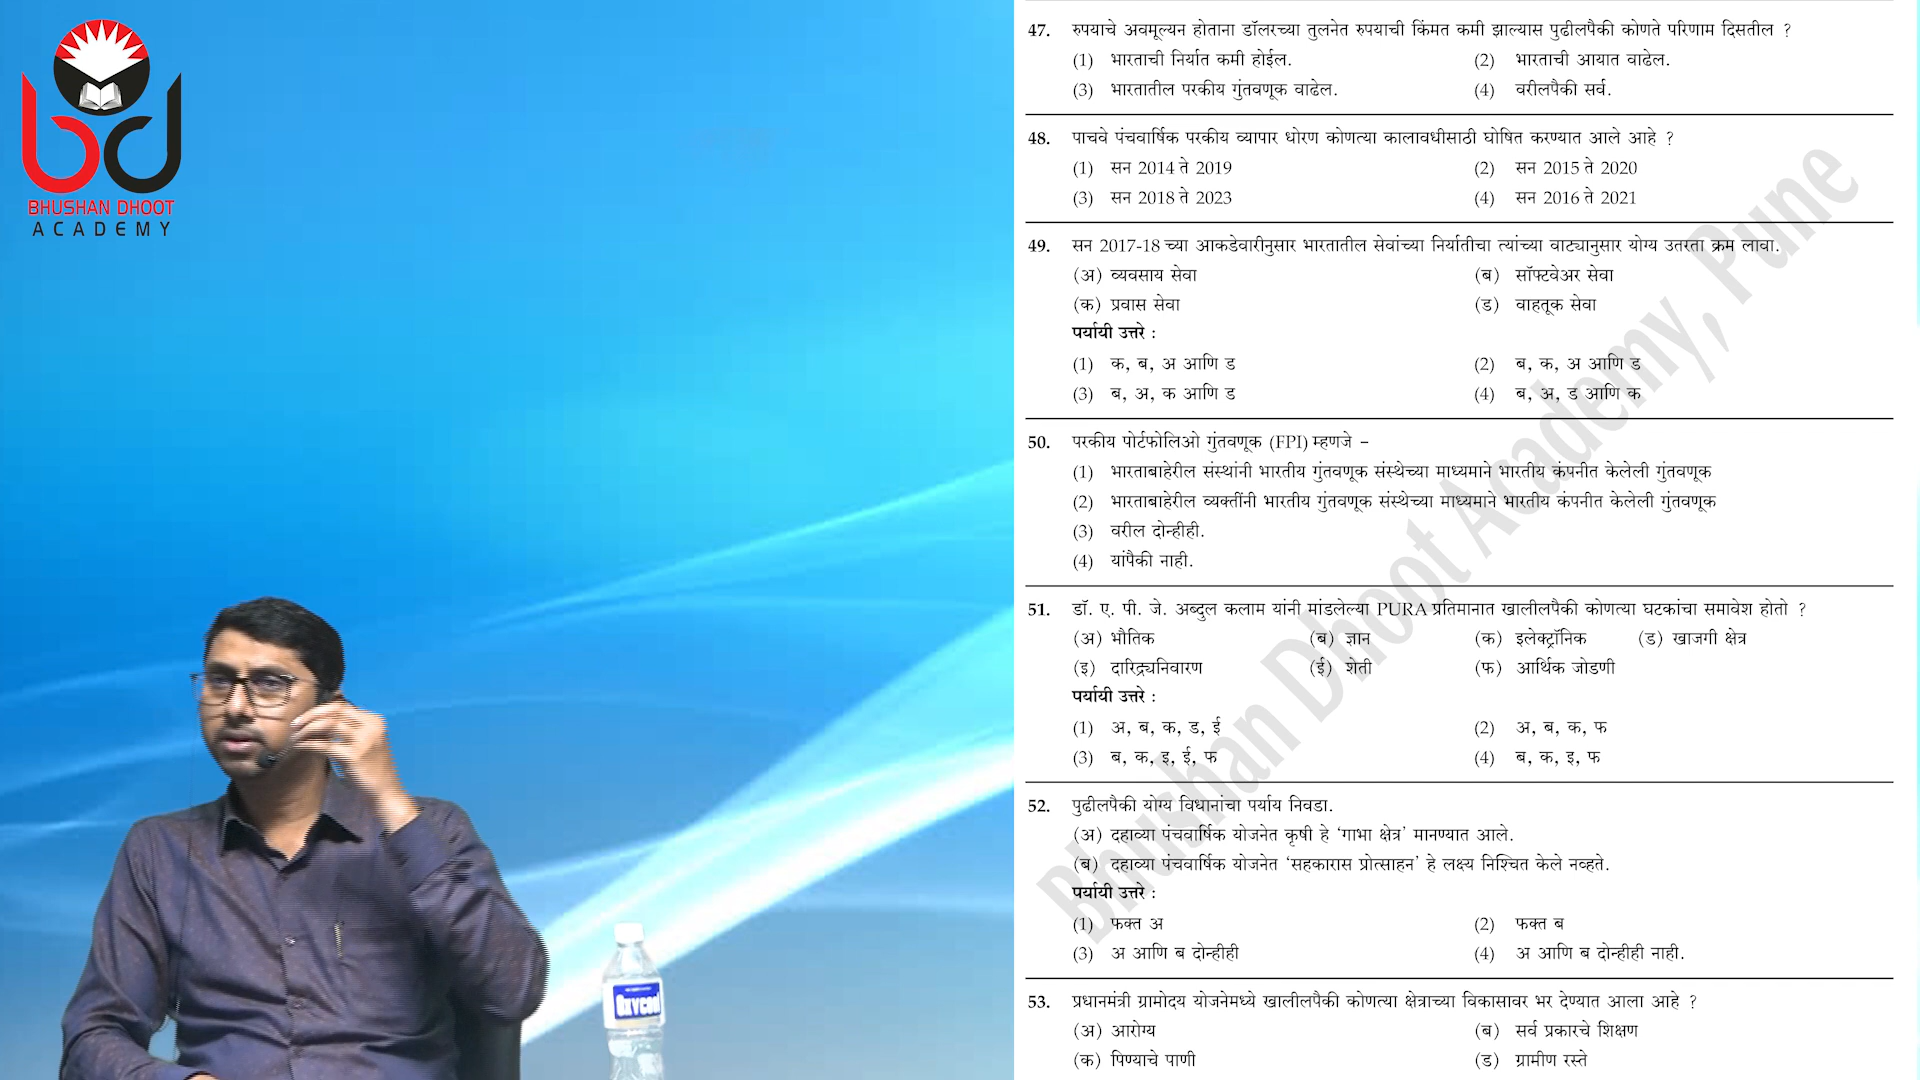 BHUSHAN DHOOT
ACADEMY
47. रुपयाचे अवमूल्यन होताना डॉलरच्या तुलनेत रुपयाची किंमत कमी झाल्यास पुढीलपैकी कोणते परिणाम दिसतील ?
(1) भारताची निर्यात कमी होईल. (2) भारताची आयात वाढेल.
(3) भारतातील परकीय गुंतवणूक वाढेल. (4) वरीलपैकी सर्व.
48. पाचवे पंचवार्षिक परकीय व्यापार धोरण कोणत्या कालावधीसाठी घोषित करण्यात आले आहे ?
(1) सन 2014 ते 2019 (2) सन 2015 ते 2020
(3) सन 2018 ते 2023 (4) सन 2016 ते 2021
49. सन 2017-18 च्या आकडेवारीनुसार भारतातील सेवांच्या निर्यातीचा त्यांच्या वाट्यानुसार योग्य उतरता क्रम लावा.
(अ) व्यवसाय सेवा (ब) सॉफ्टवेअर सेवा
(क) प्रवास सेवा (ड) वाहतूक सेवा
पर्यायी उत्तरे :
(1) क, ब, अ आणि ड (2) ब, क, अ आणि ड
(3) ब, अ, क आणि ड (4) ब, अ, ड आणि क
50. परकीय पोर्टफोलिओ गुंतवणूक (FPI) म्हणजे –
(1) भारताबाहेरील संस्थांनी भारतीय गुंतवणूक संस्थेच्या माध्यमाने भारतीय कंपनीत केलेली गुंतवणूक
(2) भारताबाहेरील व्यक्तींनी भारतीय गुंतवणूक संस्थेच्या माध्यमाने भारतीय कंपनीत केलेली गुंतवणूक
(3) वरील दोन्हीही.
(4) यांपैकी नाही.
51. डॉ. ए. पी. जे. अब्दुल कलाम यांनी मांडलेल्या PURA प्रतिमानात खालीलपैकी कोणत्या घटकांचा समावेश होतो ?
(अ) भौतिक (ब) ज्ञान (क) इलेक्ट्रॉनिक (ड) खाजगी क्षेत्र
(इ) दारिद्र्यनिवारण (ई) शेती (फ) आर्थिक जोडणी
पर्यायी उत्तरे :
(1) अ, ब, क, ड, ई (2) अ, ब, क, फ
(3) ब, क, इ, ई, फ (4) ब, क, इ, फ
52. पुढीलपैकी योग्य विधानांचा पर्याय निवडा.
(अ) दहाव्या पंचवार्षिक योजनेत कृषी हे ‘गाभा क्षेत्र’ मानण्यात आले.
(ब) दहाव्या पंचवार्षिक योजनेत ‘सहकारास प्रोत्साहन’ हे लक्ष्य निश्चित केले नव्हते.
पर्यायी उत्तरे :
(1) फक्त अ (2) फक्त ब
(3) अ आणि ब दोन्हीही (4) अ आणि ब दोन्हीही नाही.
53. प्रधानमंत्री ग्रामोदय योजनेमध्ये खालीलपैकी कोणत्या क्षेत्राच्या विकासावर भर देण्यात आला आहे ?
(अ) आरोग्य (ब) सर्व प्रकारचे शिक्षण
(क) पिण्याचे पाणी (ड) ग्रामीण रस्ते
Bhushan Dhoot Academy, Pune